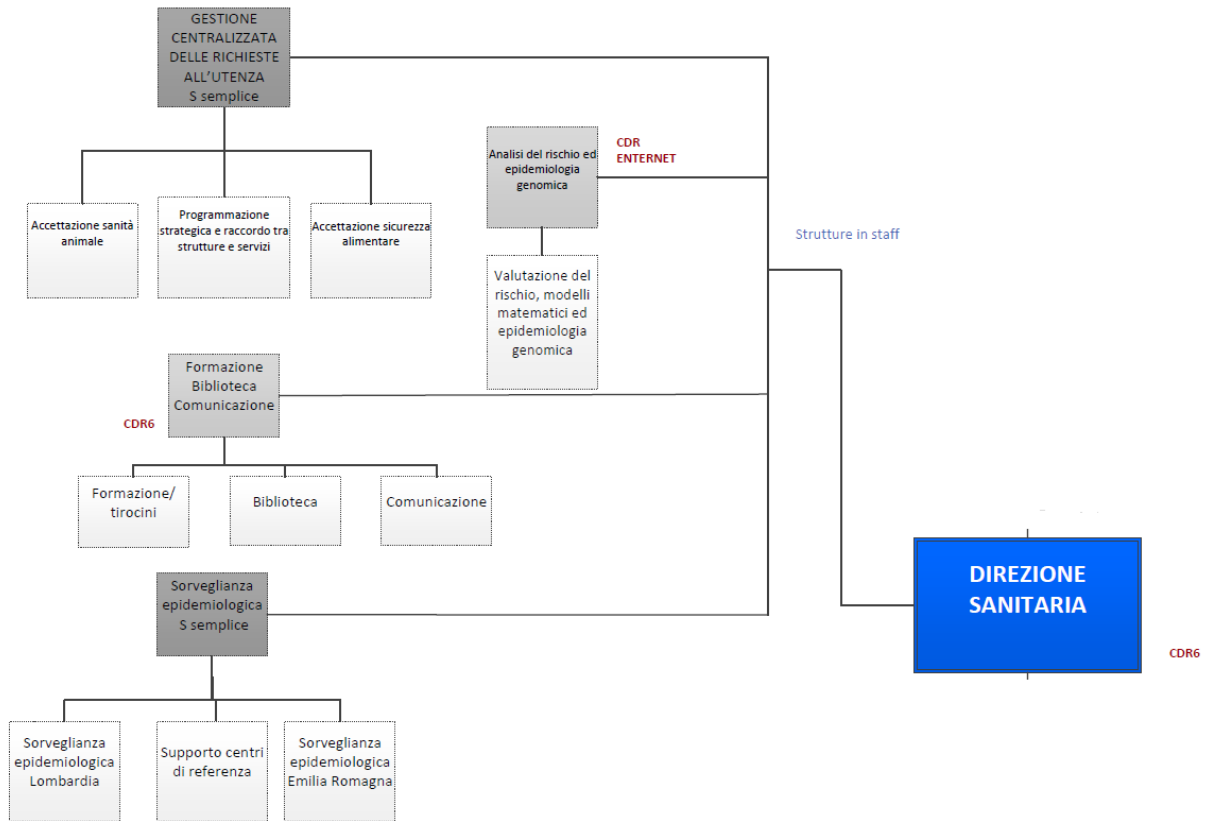 GESTIONE
CENTRALIZZATA
DELLE RICHIESTE
ALL'UTENZA
S semplice
Accettazione sanità
animale
Programmazione
strategica e raccordo tra
strutture e servizi
Accettazione sicurezza
alimentare
Analisi del rischio ed
epidemiologia
genomica
CDR
ENTERNET
Valutazione del
rischio, modelli
matematici ed
epidemiologia
genomica
Strutture in staff
Formazione
Biblioteca
Comunicazione
CDR6
Formazione/
tirocini
Biblioteca
Comunicazione
Sorveglianza
epidemiologica
S semplice
Sorveglianza
epidemiologica
Lombardia
Supporto centri
di referenza
Sorveglianza
epidemiologica
Emilia Romagna
DIREZIONE
SANITARIA
CDR6